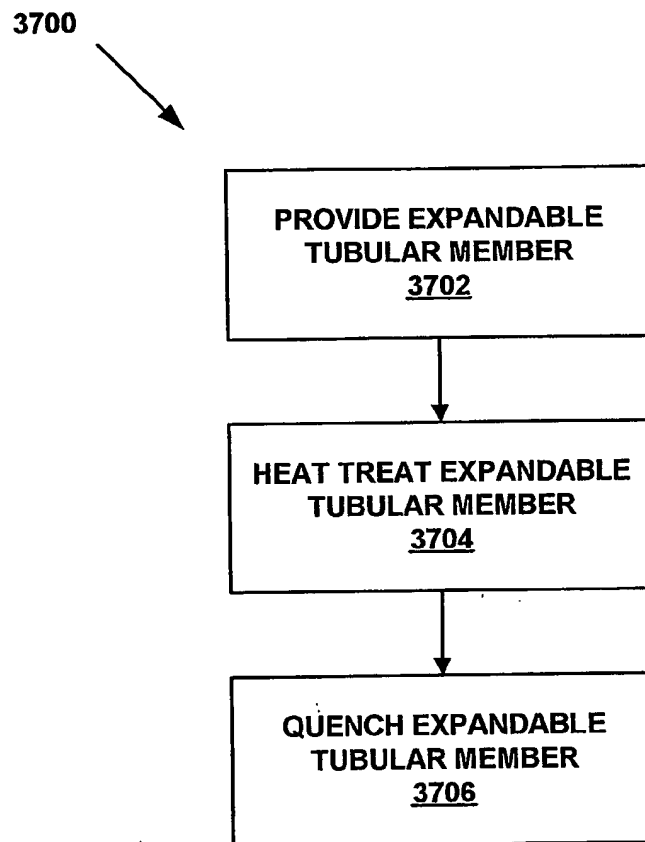 3700
PROVIDE EXPANDABLE
TUBULAR MEMBER
3702
HEAT TREAT EXPANDABLE
TUBULAR MEMBER
3704
QUENCH EXPANDABLE
TUBULAR MEMBER
3706